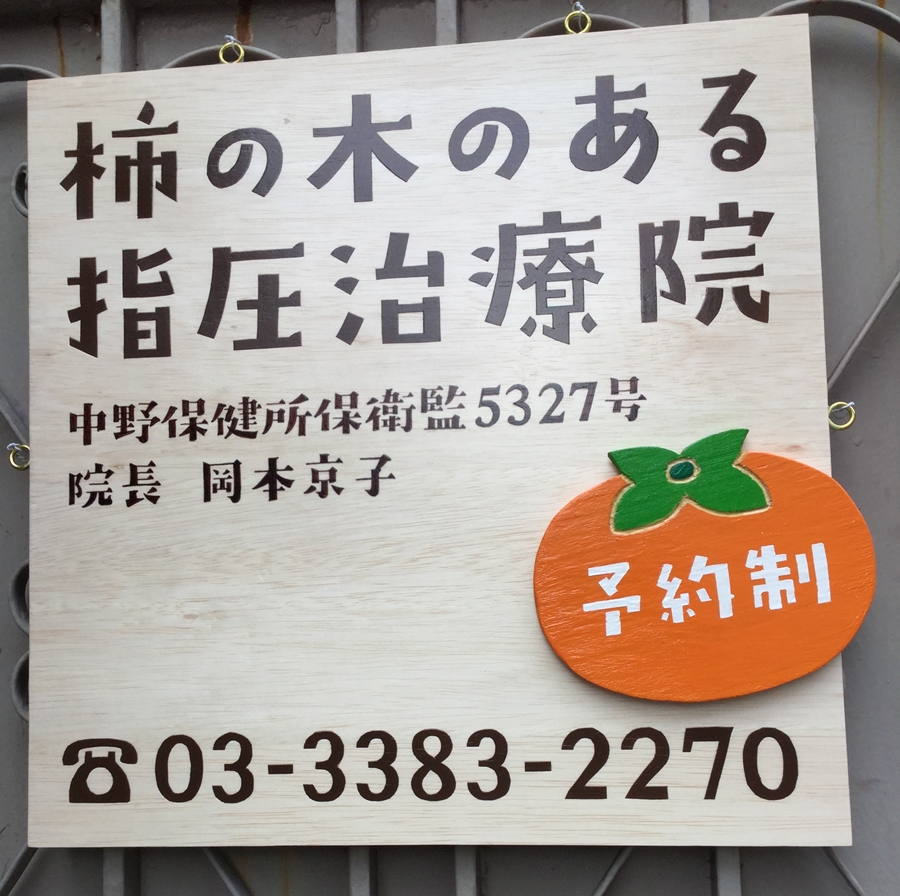 柿の木のある
指圧治療院
中野保健所保衛監5327号
院長 岡本京子
予約制
☎03-3383-2270